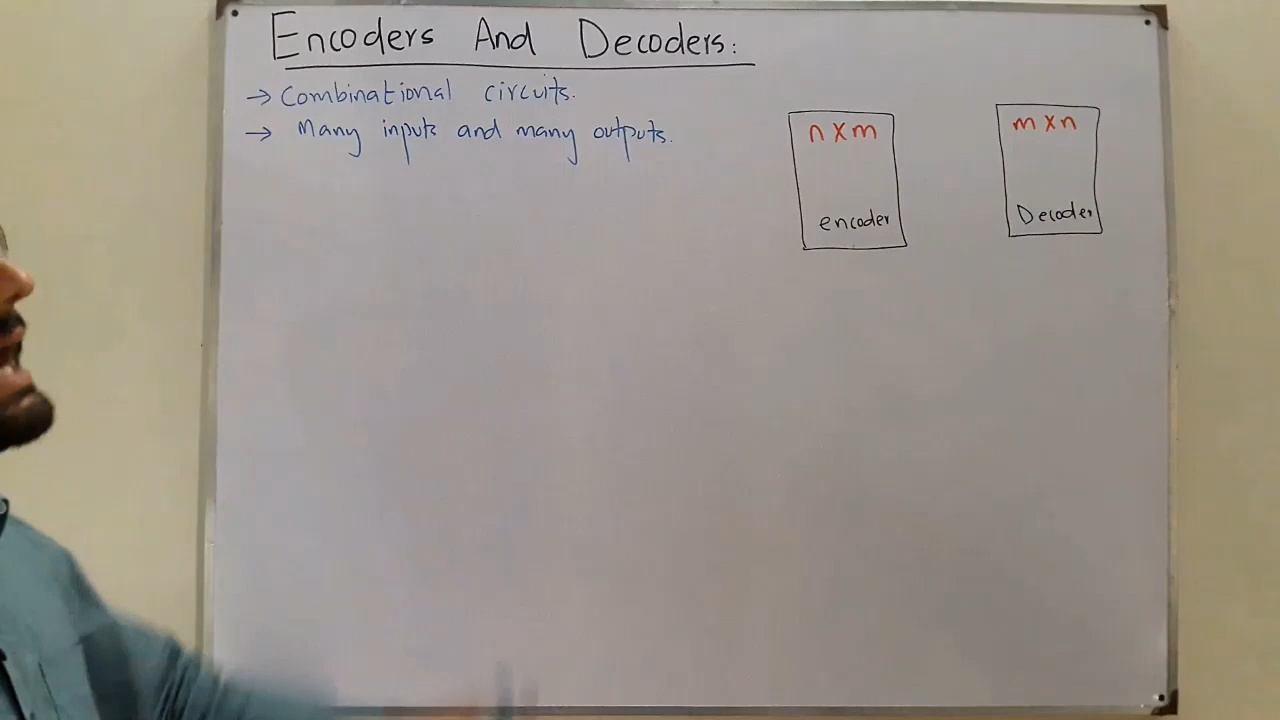 Encoders And Decoders:
→ Combinational circuits.
→ Many inputs and many outputs.
n x m
encoder
m x n
Decoder